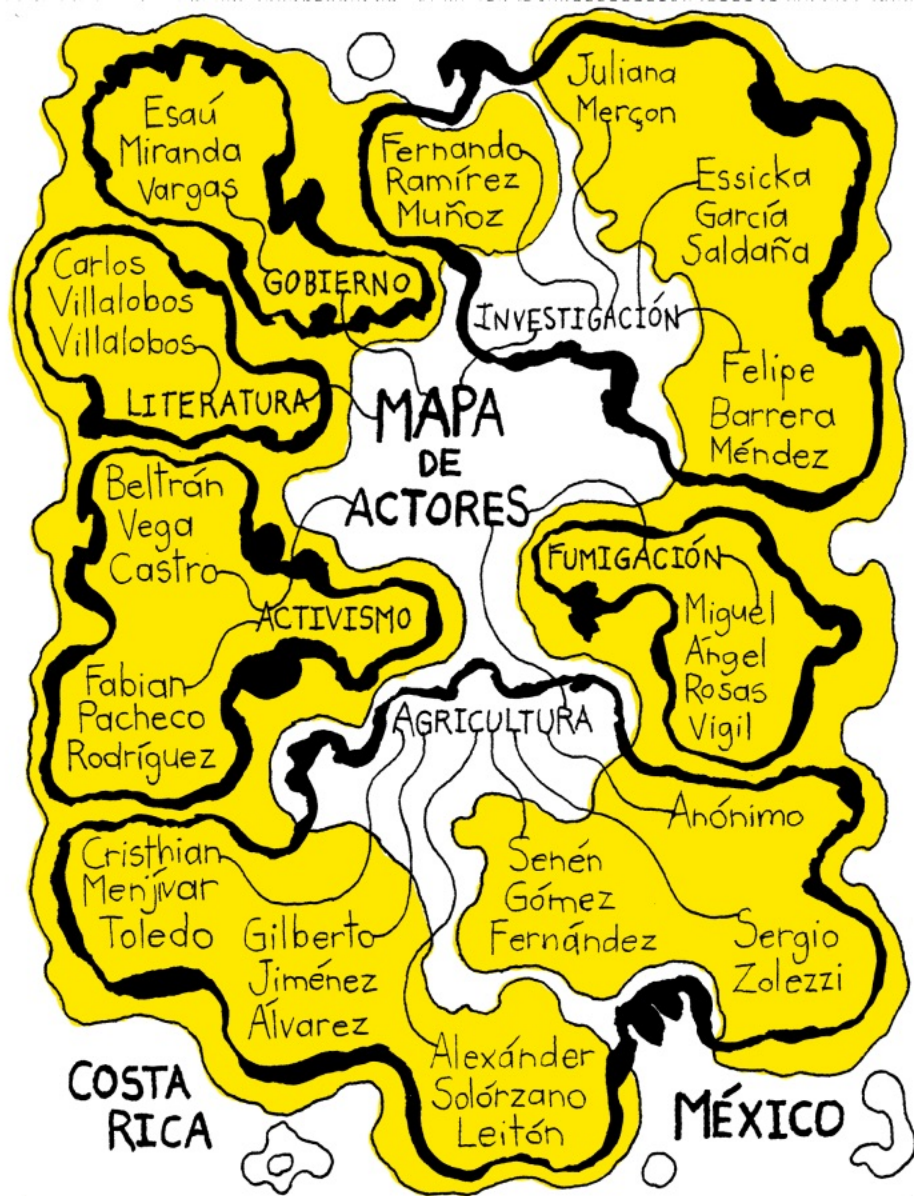 Esaú
Miranda
Vargas
GOBIERNO
Carlos
Villalobos
Villalobos
LITERATURA
Fernando
Ramírez
Muñoz
Juliana
Merçon
Essicka
García
Saldaña
INVESTIGACIÓN
Felipe
Barrera
Méndez
MAPA
DE
ACTORES
Beltrán
Vega
Castro
ACTIVISMO
Fabian
Pacheco
Rodríguez
FUMIGACIÓN
Miguel
Ángel
Rosas
Vigil
AGRICULTURA
Cristhian
Menjívar
Toledo
Gilberto
Jiménez
Álvarez
Alexánder
Solórzano
Leitón
Senén
Gómez
Fernández
Anónimo
Sergio
Zolezzi
COSTA
RICA
MÉXICO